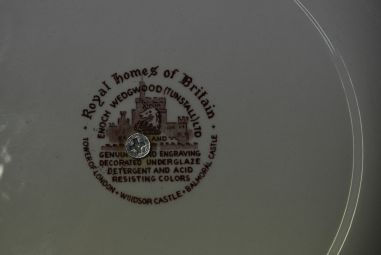 Royal Homes of Britain
ENOCH WEDGWOOD (TUNSTALL) LTD
AND
ENGRAVING
DECORATED UNDERGLAZE
DETERGENT AND ACID
RESISTING COLORS
TOWER OF LONDON • WINDSOR CASTLE • BALMORAL CASTLE